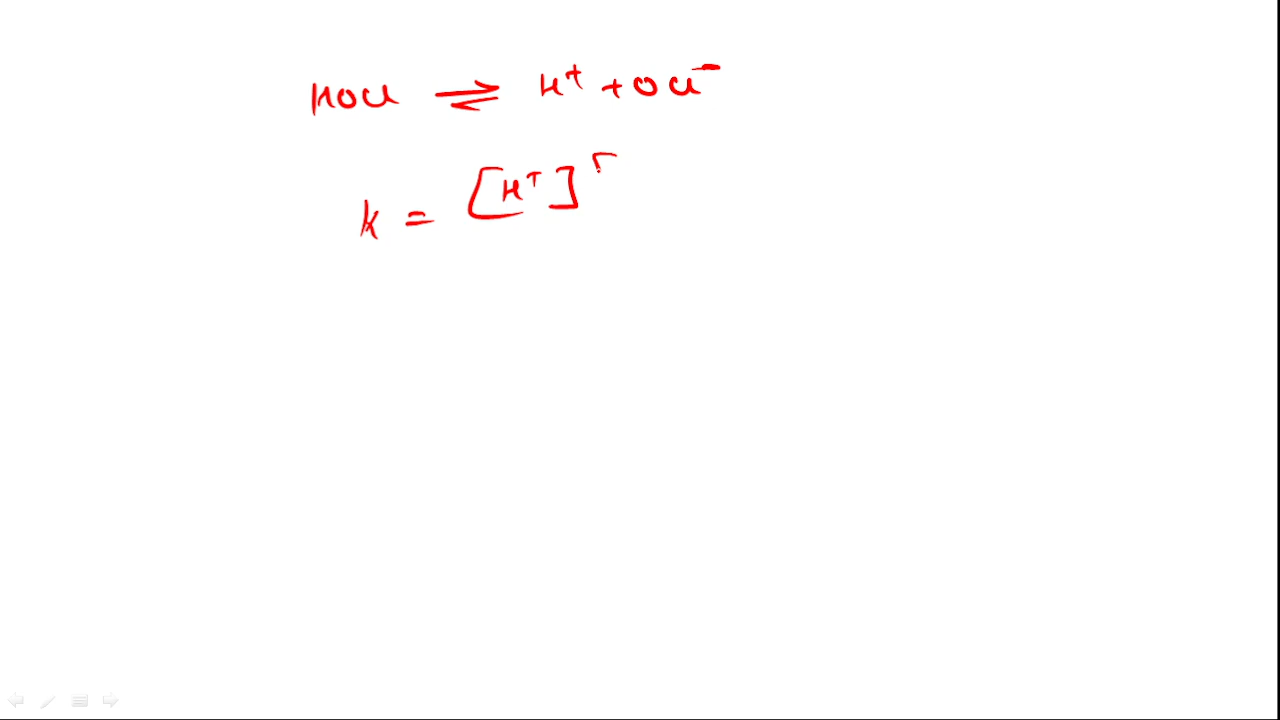 HOCl ⇌ H⁺ + OCl⁻
K = [H⁺] [